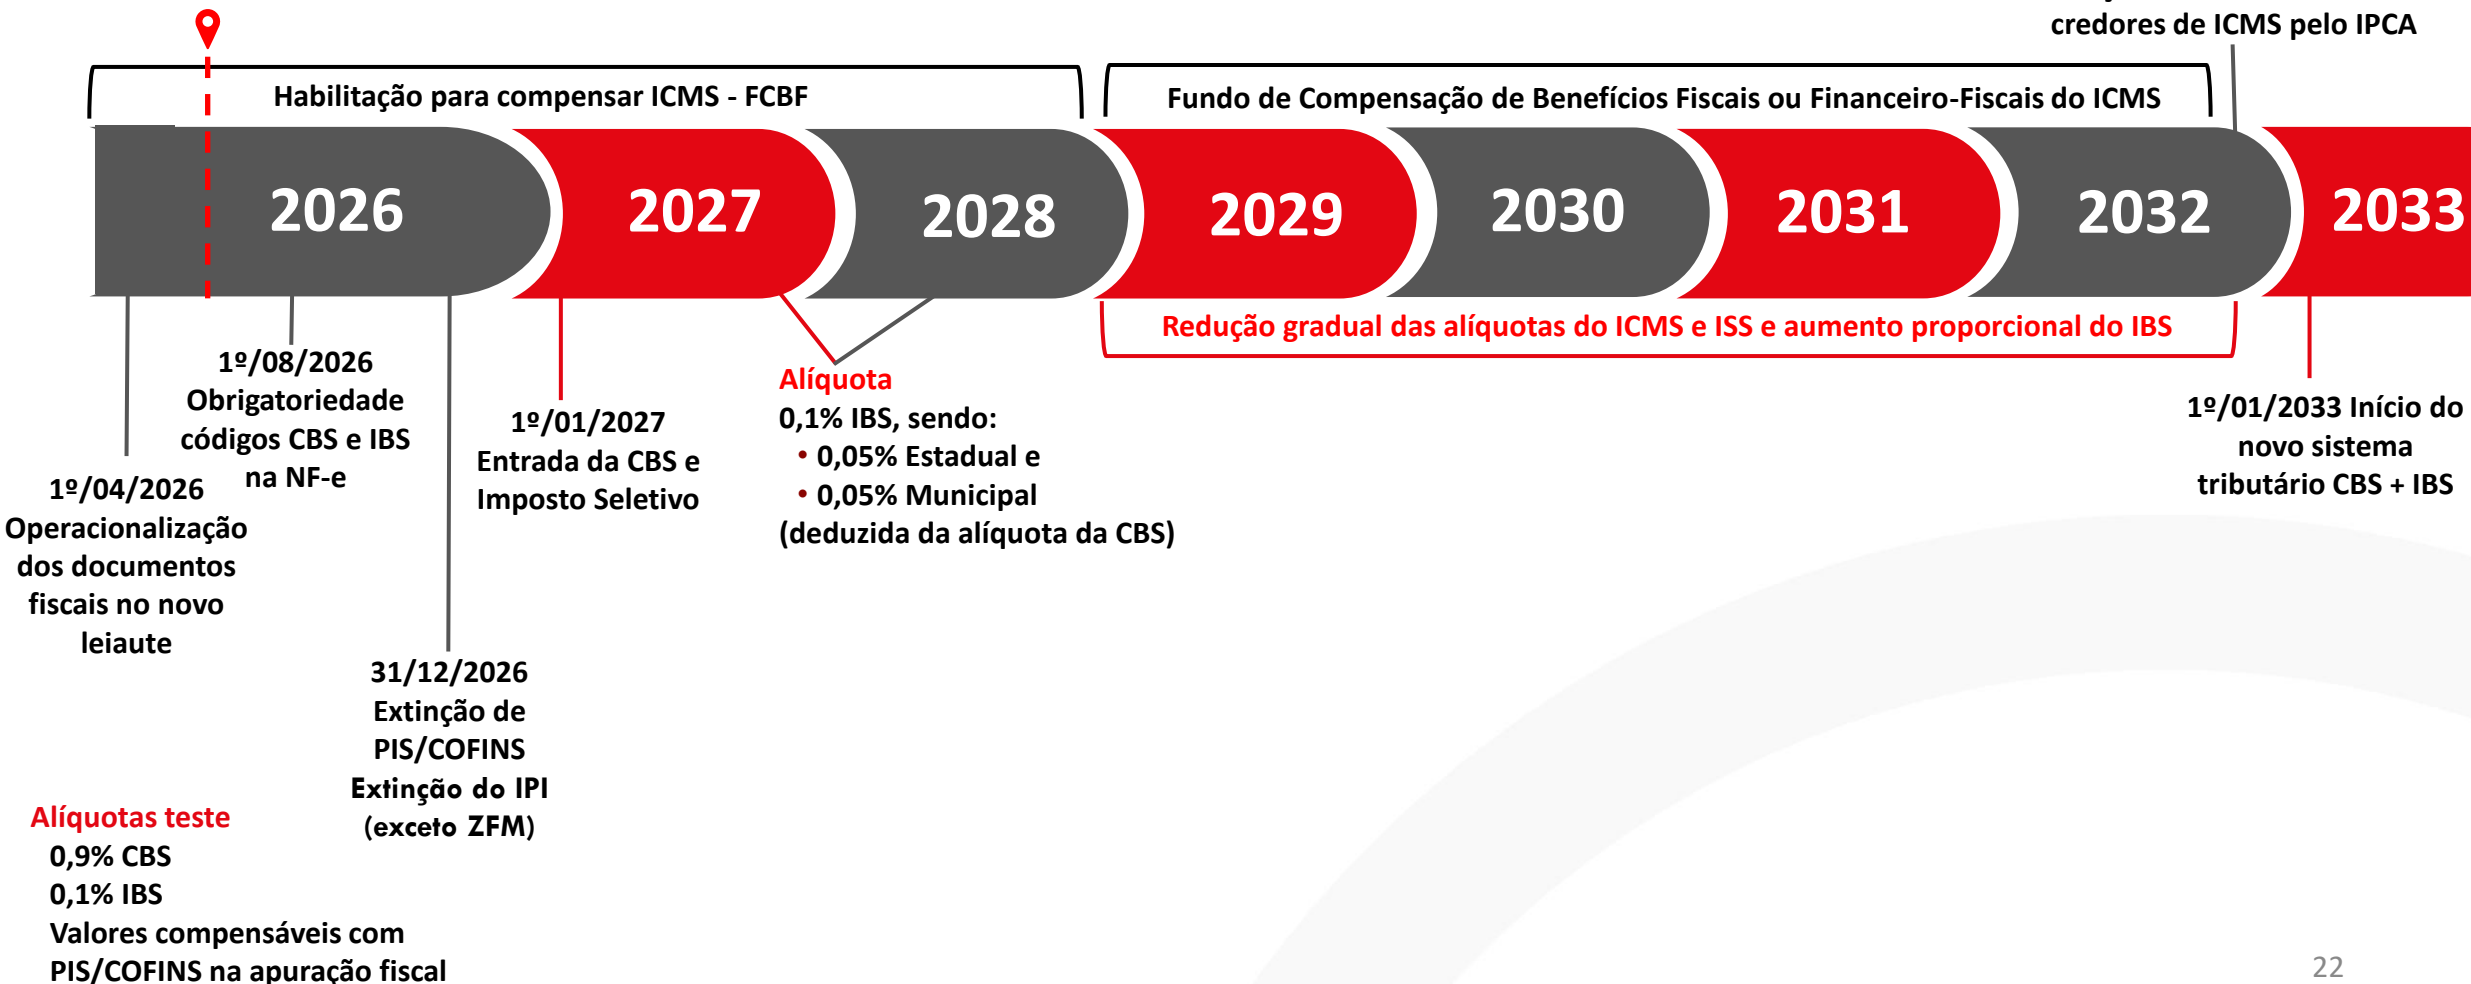 credores de ICMS pelo IPCA
Habilitação para compensar ICMS - FCBF
Fundo de Compensação de Benefícios Fiscais ou Financeiro-Fiscais do ICMS
2026
2027
2028
2029
2030
2031
2032
2033
Redução gradual das alíquotas do ICMS e ISS e aumento proporcional do IBS
1º/04/2026
Operacionalização
dos documentos
fiscais no novo
leiaute
1º/08/2026
Obrigatoriedade
códigos CBS e IBS
na NF-e
31/12/2026
Extinção de
PIS/COFINS
Extinção do IPI
(exceto ZFM)
1º/01/2027
Entrada da CBS e
Imposto Seletivo
Alíquota
0,1% IBS, sendo:
• 0,05% Estadual e
• 0,05% Municipal
(deduzida da alíquota da CBS)
1º/01/2033 Início do
novo sistema
tributário CBS + IBS
Alíquotas teste
0,9% CBS
0,1% IBS
Valores compensáveis com
PIS/COFINS na apuração fiscal
22